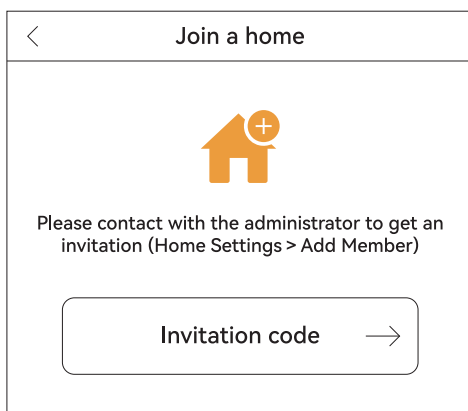 Join a home
Please contact with the administrator to get an
invitation (Home Settings > Add Member)
Invitation code